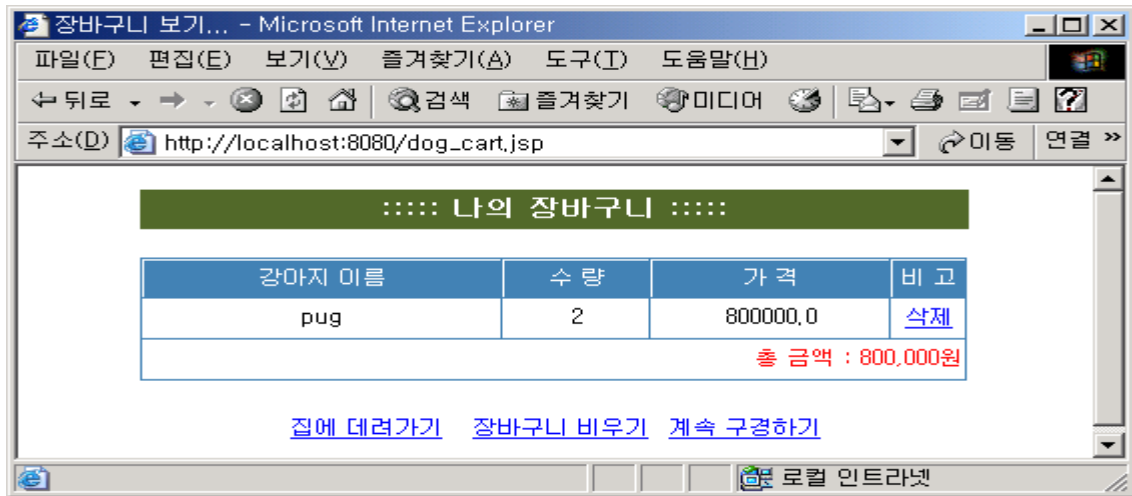 장바구니 보기... - Microsoft Internet Explorer
파일(F) 편집(E) 보기(V) 즐겨찾기(A) 도구(T) 도움말(H)
뒤로 검색 즐겨찾기 미디어
주소(D) http://localhost:8080/dog_cart.jsp 이동 연결 »
::::: 나의 장바구니 :::::
강아지 이름 수 량 가 격 비 고
pug 2 800000.0 삭제
총 금액 : 800,000원
집에 데려가기 장바구니 비우기 계속 구경하기
로컬 인트라넷